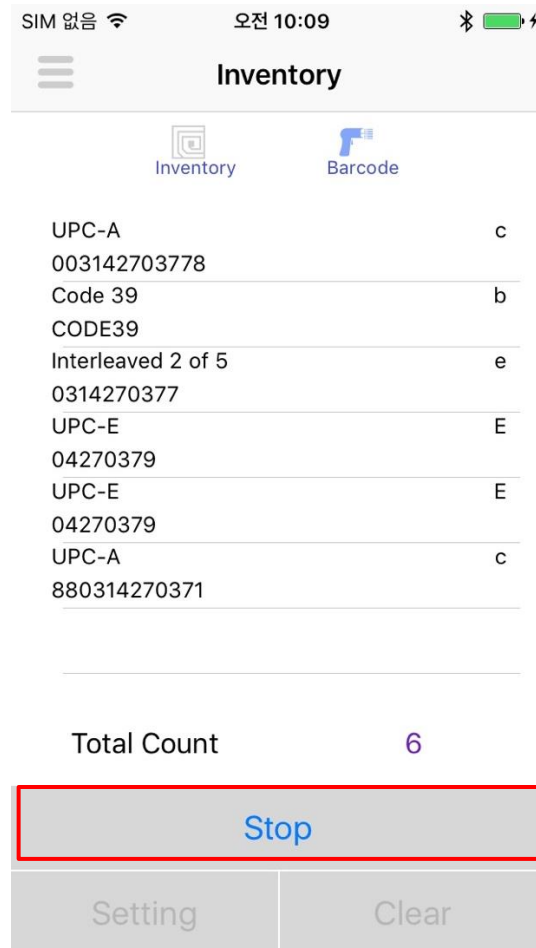 SIM 없음 오전 10:09
Inventory
Inventory Barcode
UPC-A c
003142703778
Code 39 b
CODE39
Interleaved 2 of 5 e
0314270377
UPC-E E
04270379
UPC-E E
04270379
UPC-A c
880314270371
Total Count 6
Stop
Setting Clear